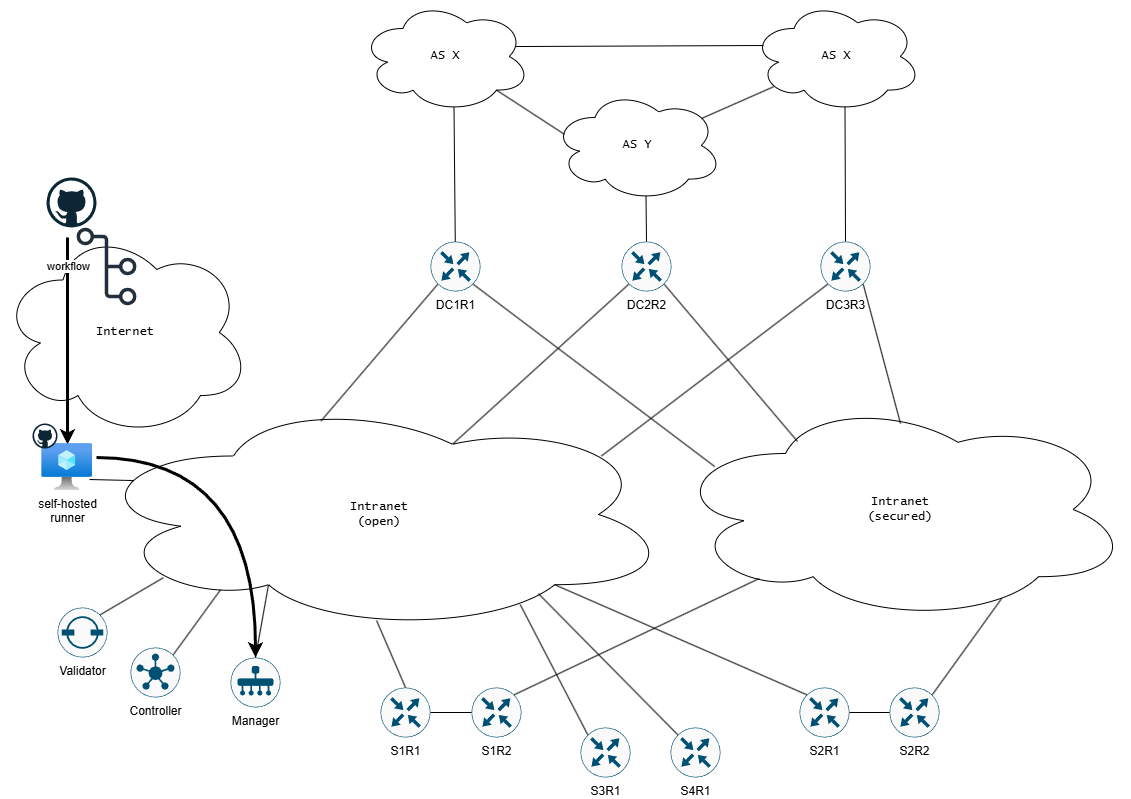 AS X
AS X
AS Y
workflow
DC1R1
DC2R2
DC3R3
Internet
self-hosted
runner
Intranet
(open)
Intranet
(secured)
Validator
Controller
Manager
S1R1
S1R2
S2R1
S2R2
S3R1
S4R1